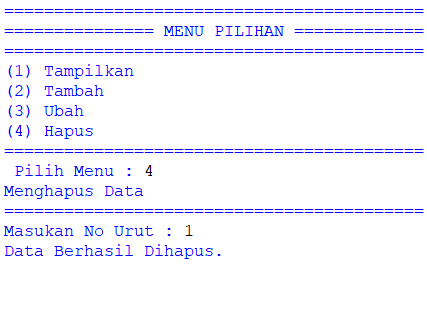 ==========================================
=============== MENU PILIHAN =============
==========================================
(1) Tampilkan
(2) Tambah
(3) Ubah
(4) Hapus
==========================================
 Pilih Menu : 4
Menghapus Data
==========================================
Masukan No Urut : 1
Data Berhasil Dihapus.